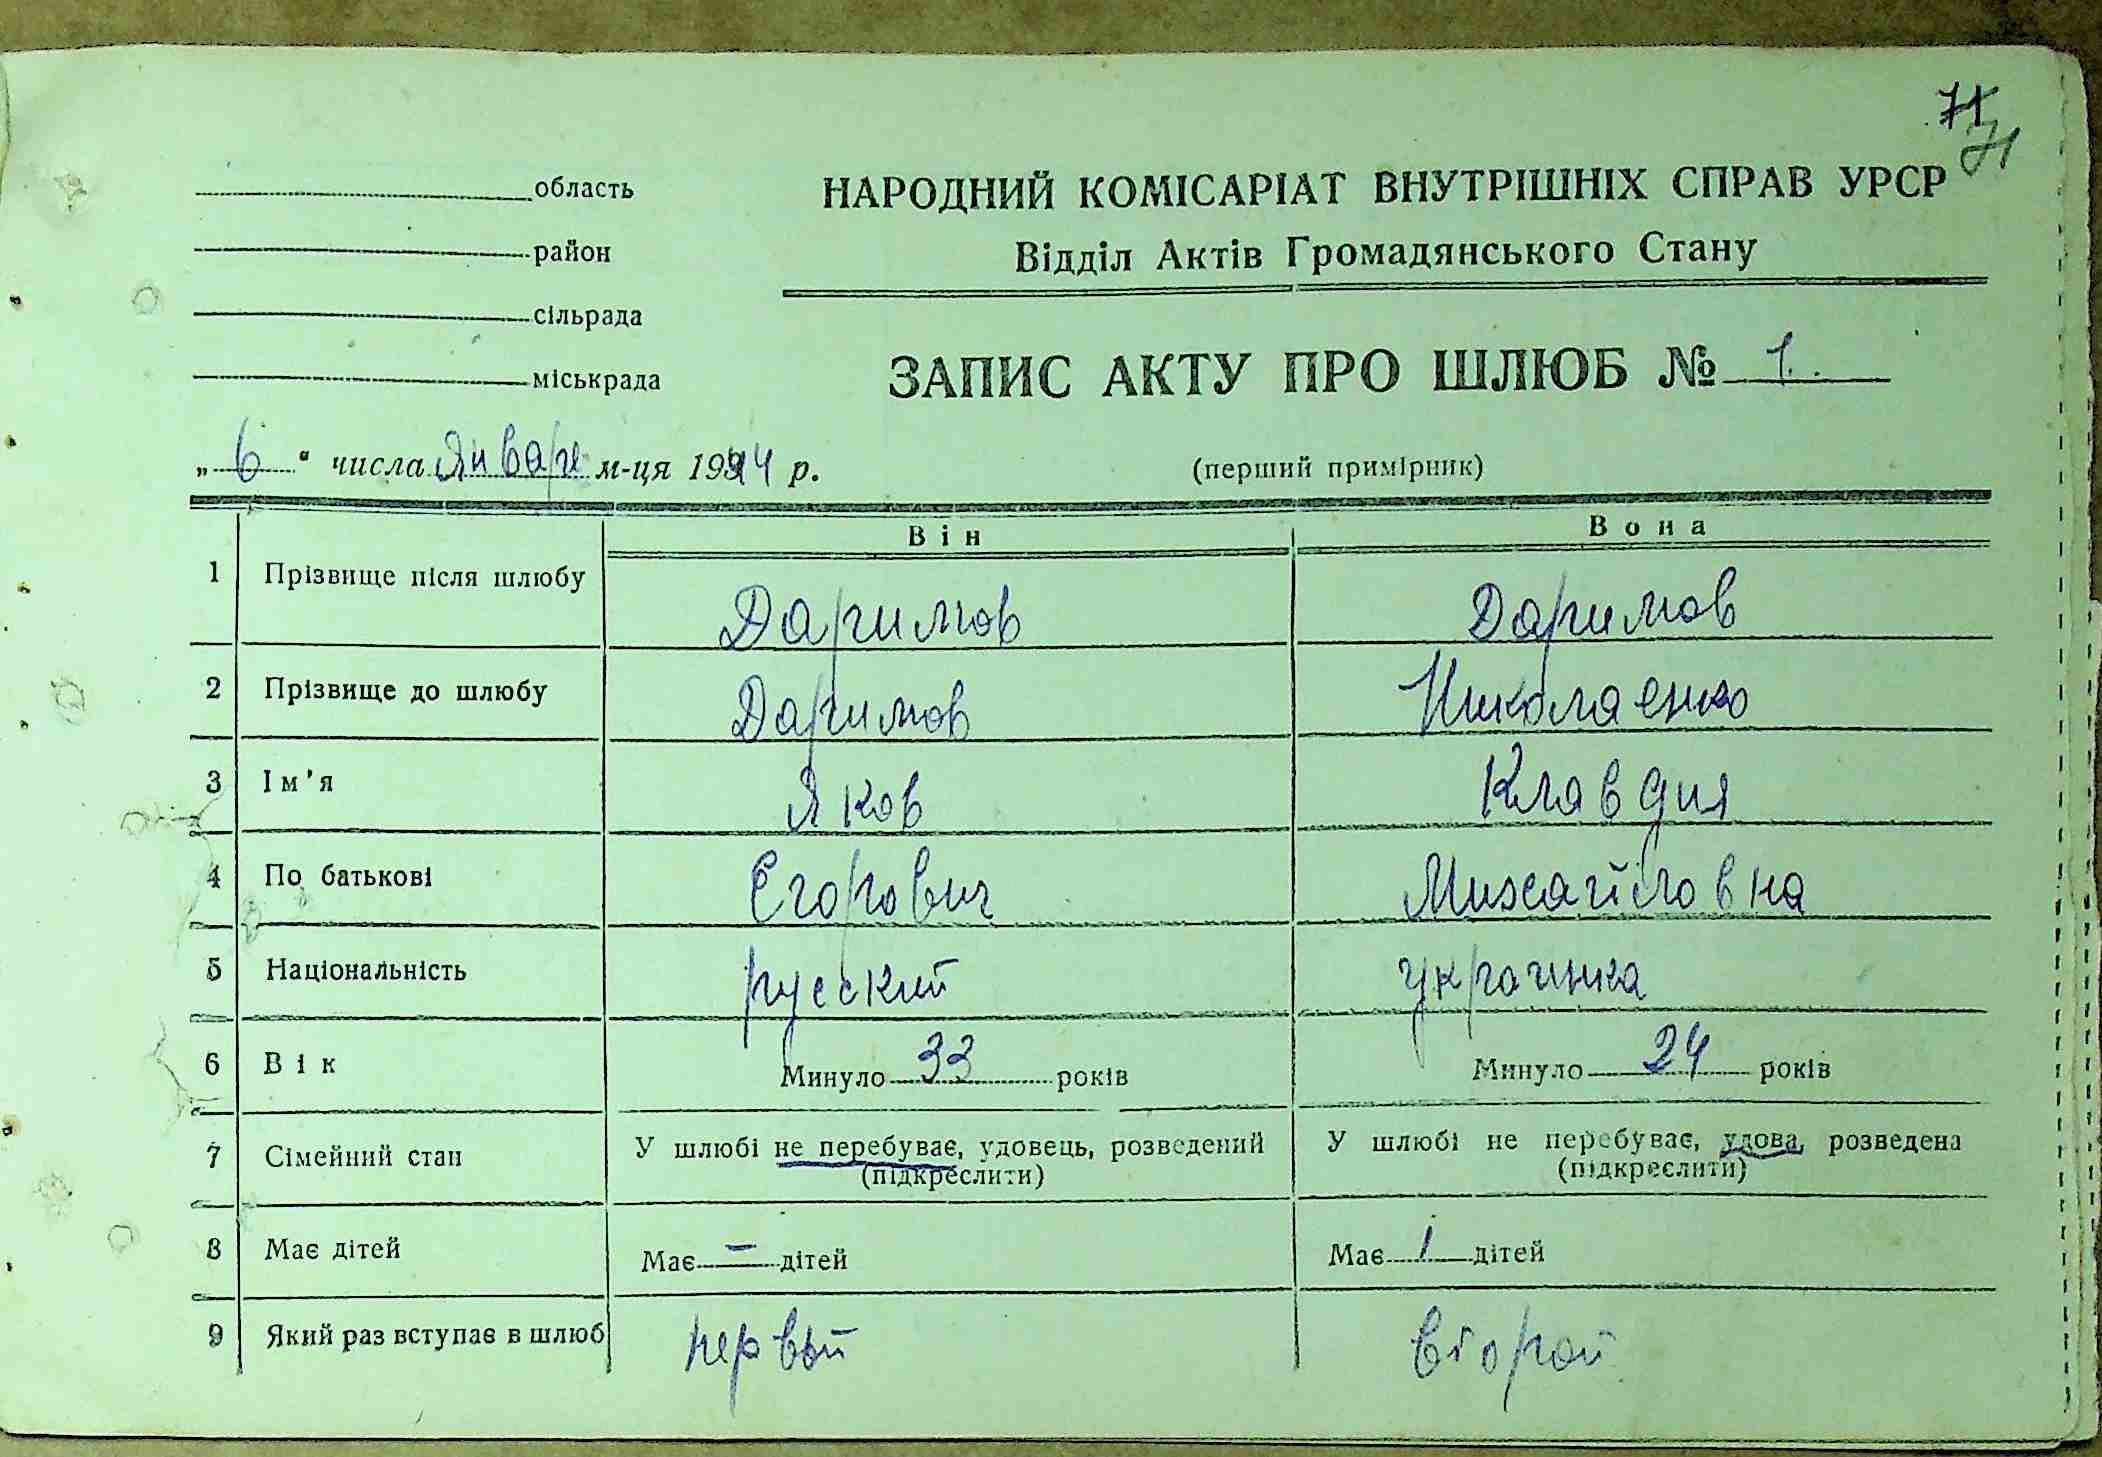 71
71
область
район
сільрада
міськрада
НАРОДНИЙ КОМІСАРІАТ ВНУТРІШНІХ СПРАВ УРСР
Відділ Актів Громадянського Стану
ЗАПИС АКТУ ПРО ШЛЮБ № 1.
„ 6 “ числа Января м-ця 1944 р.
(перший примірник)
Він Вона
1 Прізвище після шлюбу Даримов Даримов
2 Прізвище до шлюбу Даримов Николаенко
3 Ім'я Яков Клавдия
4 По батькові Єгорович Михайловна
5 Національність русский украинка
6 Вік Минуло 33 років Минуло 24 років
7 Сімейний стан У шлюбі не перебуває, удовець, розведений У шлюбі не перебуває, удова, розведена
(підкреслити) (підкреслити)
8 Має дітей Має – дітей Має 1 дітей
9 Який раз вступає в шлюб первый второй